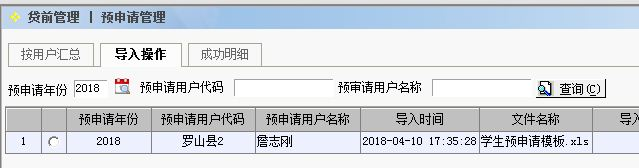 贷前管理 | 预申请管理
按用户汇总 导入操作 成功明细
预申请年份 2018 预申请用户代码 预审请用户名称 查询(C)
预申请年份 预申请用户代码 预申请用户名称 导入时间 文件名称 导入
1 2018 罗山县2 詹志刚 2018-04-10 17:35:28 学生预申请模板.xls